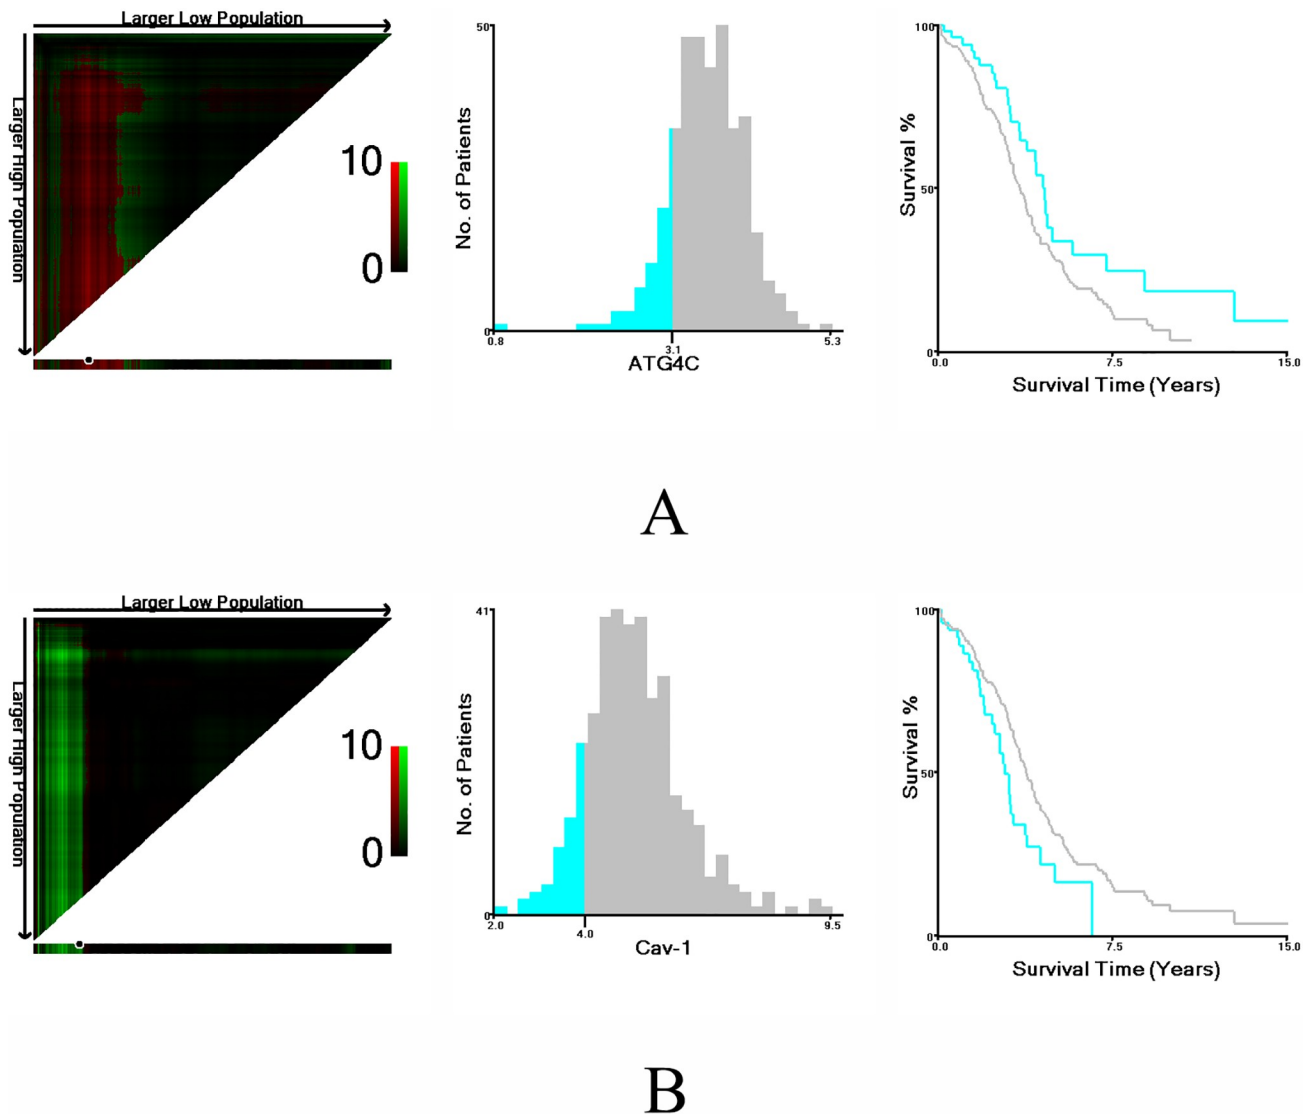 Larger Low Population
Larger High Population
10
0
No. of Patients
50
0
0.8
3.1
5.3
ATG4C
Survival %
100
50
0
0.0
7.5
15.0
Survival Time (Years)
A
Larger Low Population
Larger High Population
10
0
No. of Patients
41
0
2.0
4.0
9.5
Cav-1
Survival %
100
50
0
0.0
7.5
15.0
Survival Time (Years)
B